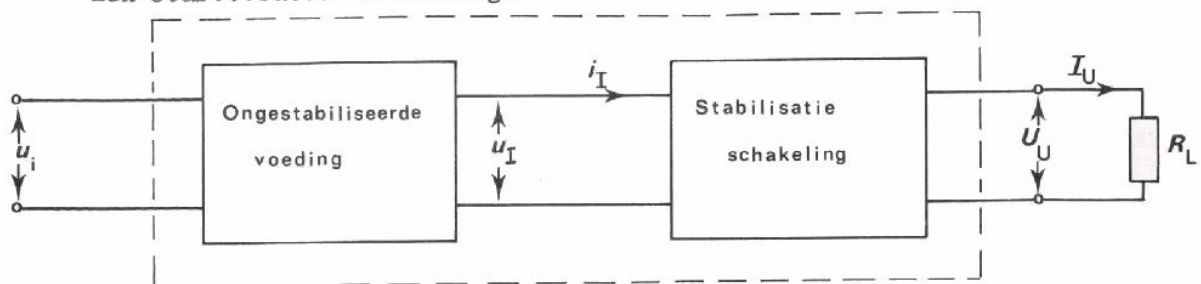 i_I
I_U
Ongestabiliseerde
voeding
Stabilisatie
schakeling
u_i
u_I
U_U
R_L